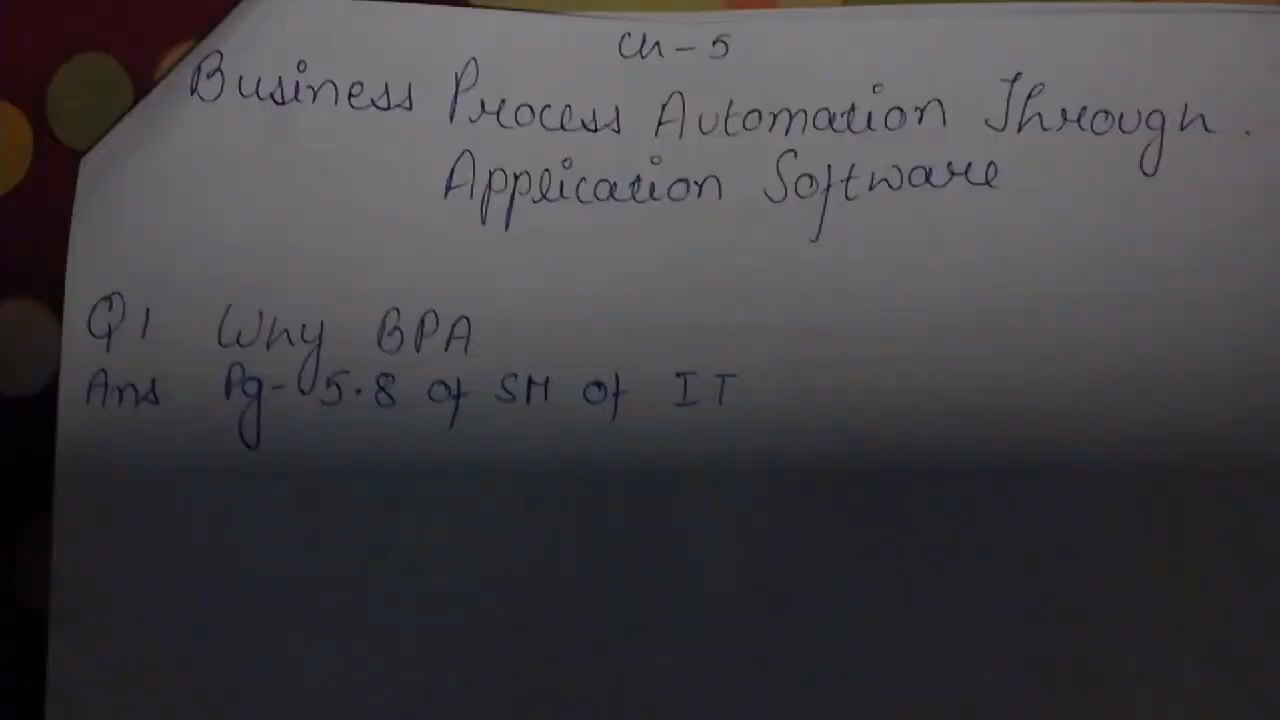 Ch - 5
Business Process Automation Through.
Application Software
Q1 Why BPA
Ans Pg- 5.8 of SM of IT